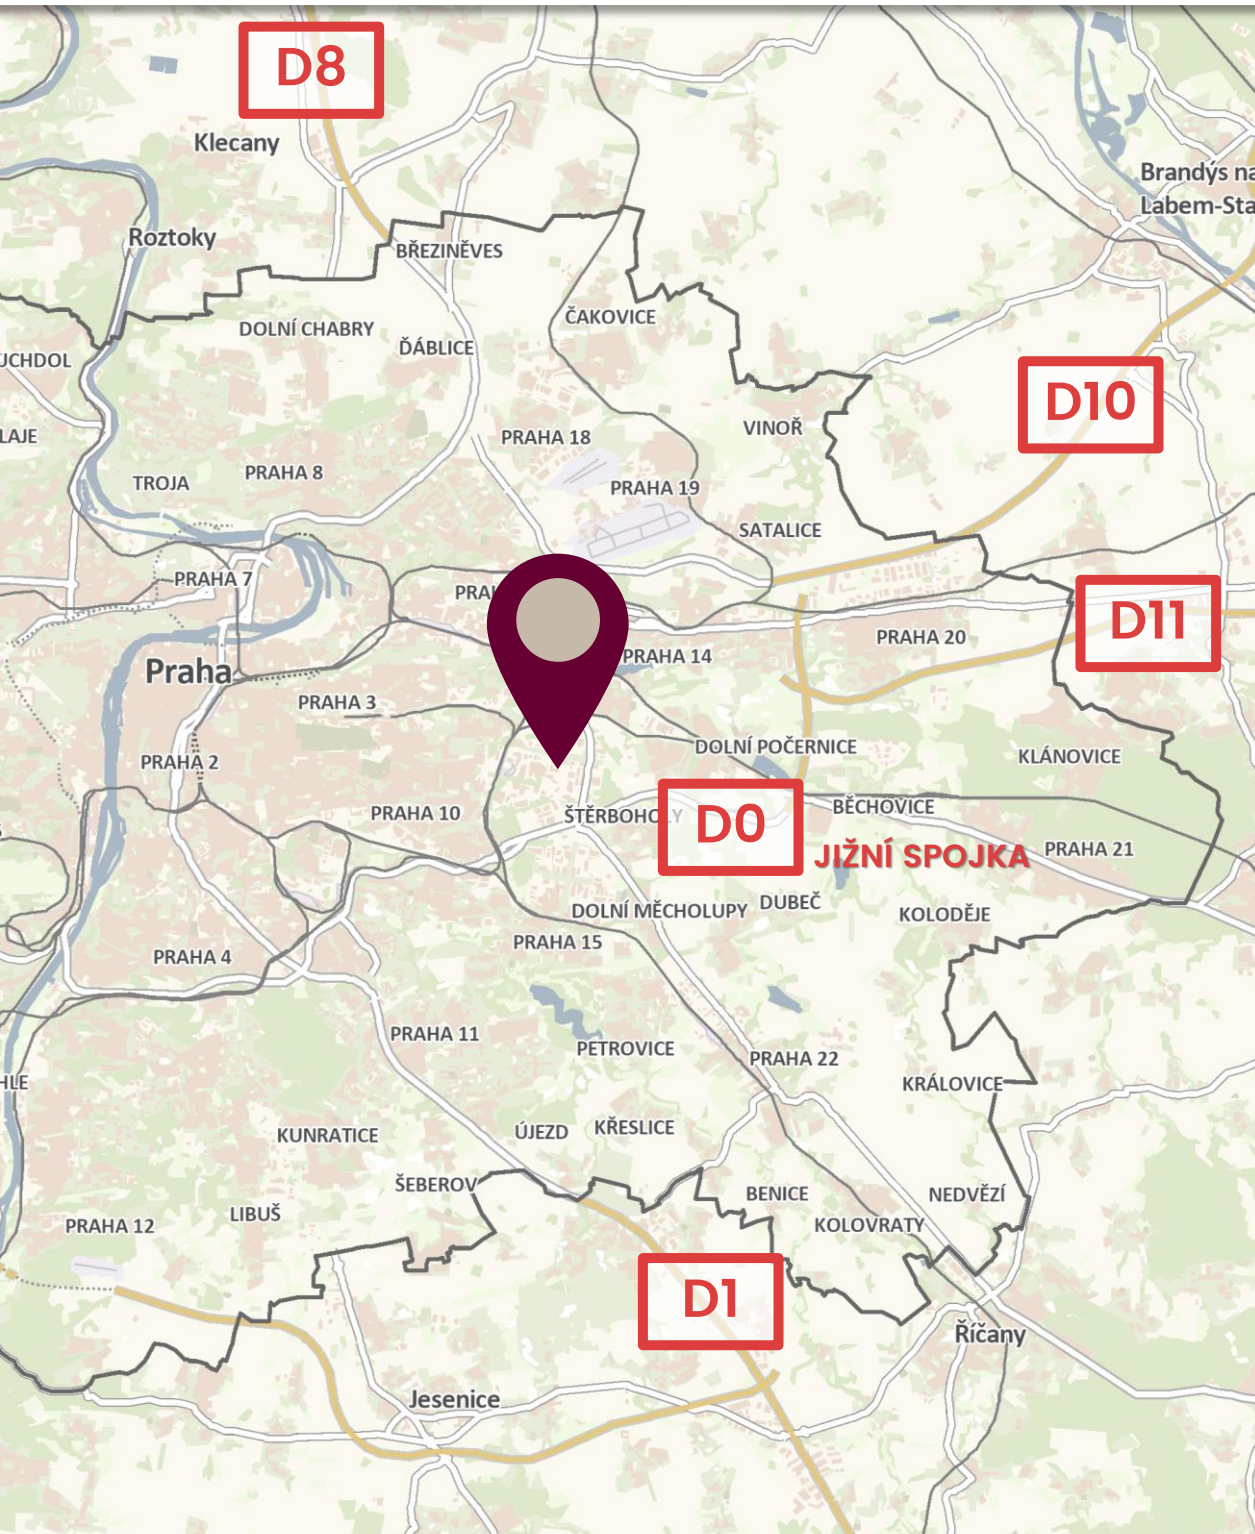 D8
Klecany
Brandýs na
Labem-Sta
Roztoky
BŘEZINĚVES
ČAKOVICE
DOLNÍ CHABRY
ĎÁBLICE
UCHDOL
D10
VINOŘ
LAJE
PRAHA 18
PRAHA 8
TROJA
PRAHA 19
SATALICE
PRAHA 7
PRA
D11
PRAHA 20
PRAHA 14
Praha
PRAHA 3
DOLNÍ POČERNICE
KLÁNOVICE
PRAHA 2
BĚCHOVICE
PRAHA 10
ŠTĚRBOHOLY
D0
JIŽNÍ SPOJKA
PRAHA 21
DUBEČ
DOLNÍ MĚCHOLUPY
KOLODĚJE
PRAHA 15
PRAHA 4
PRAHA 11
PETROVICE
PRAHA 22
HLE
KRÁLOVICE
KUNRATICE
ÚJEZD
KŘESLICE
ŠEBEROV
BENICE
NEDVĚZÍ
LIBUŠ
PRAHA 12
KOLOVRATY
D1
Říčany
Jesenice